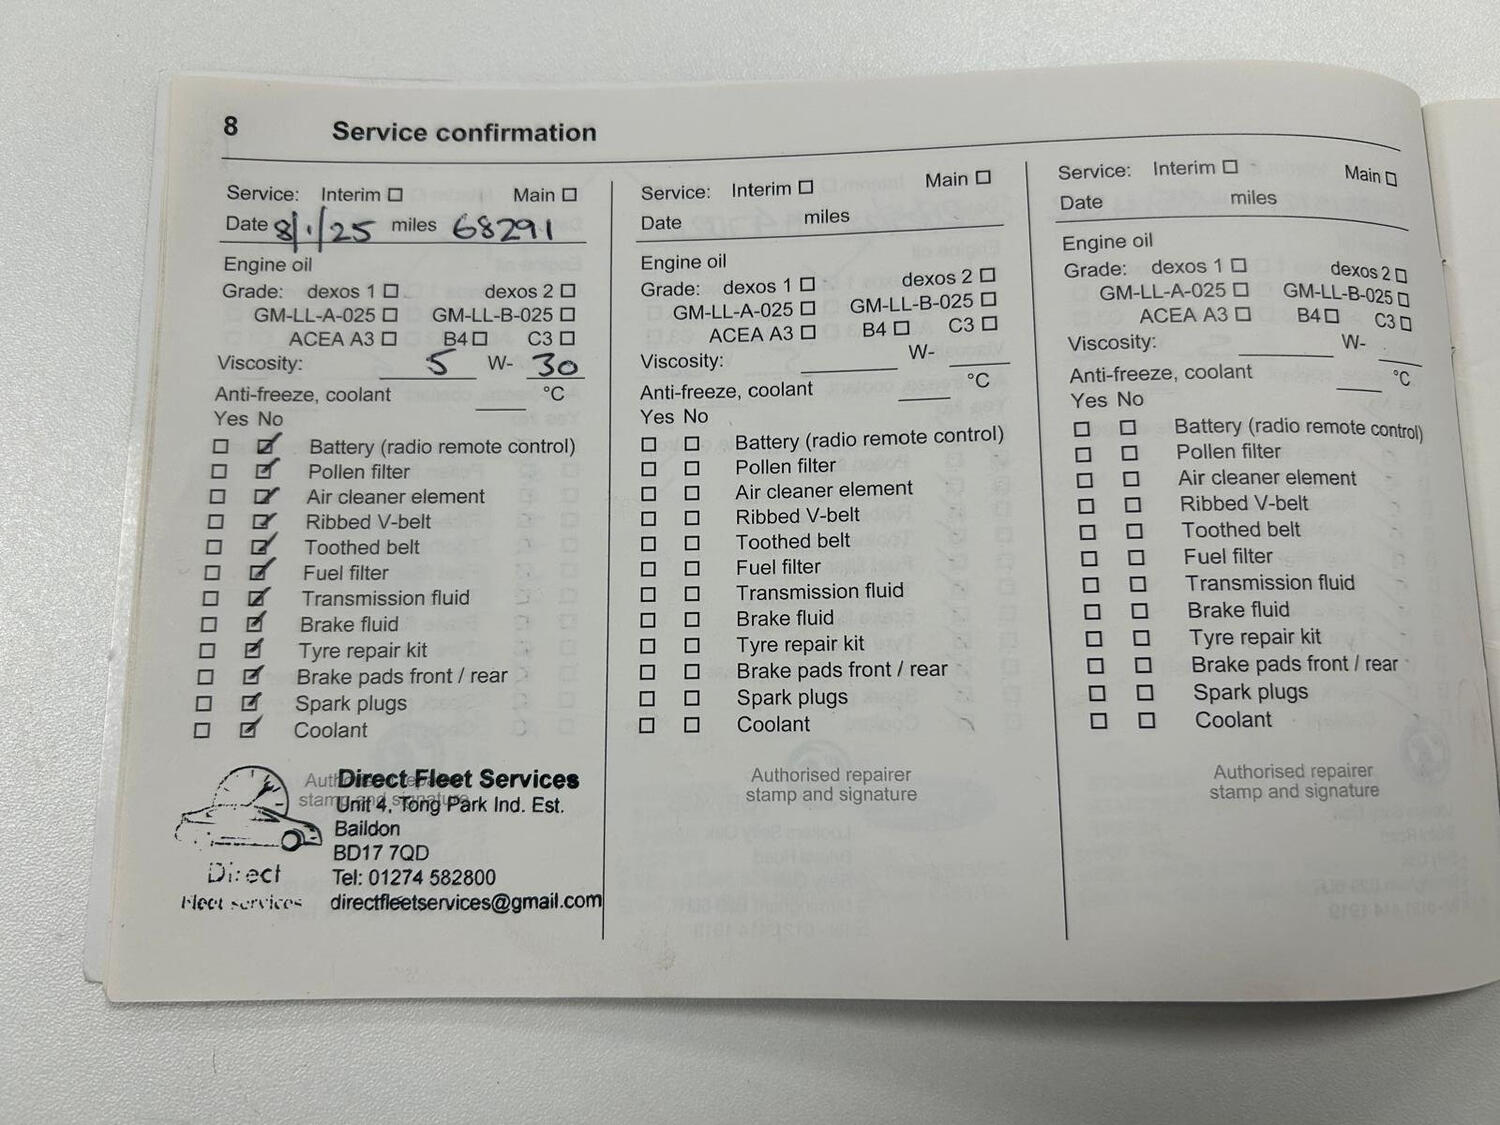 8 Service confirmation
Service: Interim ☐ Main ☐
Date 8/1/25 miles 68291
Engine oil
Grade: dexos 1 ☐ dexos 2 ☐
GM-LL-A-025 ☐ GM-LL-B-025 ☐
ACEA A3 ☐ B4 ☐ C3 ☐
Viscosity: 5 W- 30
Anti-freeze, coolant °C
Yes No
☐ ☑ Battery (radio remote control)
☐ ☑ Pollen filter
☐ ☑ Air cleaner element
☐ ☑ Ribbed V-belt
☐ ☑ Toothed belt
☐ ☑ Fuel filter
☐ ☑ Transmission fluid
☐ ☑ Brake fluid
☐ ☑ Tyre repair kit
☐ ☑ Brake pads front / rear
☐ ☑ Spark plugs
☐ ☑ Coolant
Direct Fleet Services
stamp and signature
Unit 4, Tong Park Ind. Est.
Baildon
BD17 7QD
Tel: 01274 582800
directfleetservices@gmail.com
Direct
Fleet services
Service: Interim ☐ Main ☐
Date miles
Engine oil
Grade: dexos 1 ☐ dexos 2 ☐
GM-LL-A-025 ☐ GM-LL-B-025 ☐
ACEA A3 ☐ B4 ☐ C3 ☐
Viscosity: W-
Anti-freeze, coolant °C
Yes No
☐ ☐ Battery (radio remote control)
☐ ☐ Pollen filter
☐ ☐ Air cleaner element
☐ ☐ Ribbed V-belt
☐ ☐ Toothed belt
☐ ☐ Fuel filter
☐ ☐ Transmission fluid
☐ ☐ Brake fluid
☐ ☐ Tyre repair kit
☐ ☐ Brake pads front / rear
☐ ☐ Spark plugs
☐ ☐ Coolant
Authorised repairer
stamp and signature
Service: Interim ☐ Main ☐
Date miles
Engine oil
Grade: dexos 1 ☐ dexos 2 ☐
GM-LL-A-025 ☐ GM-LL-B-025 ☐
ACEA A3 ☐ B4 ☐ C3 ☐
Viscosity: W-
Anti-freeze, coolant °C
Yes No
☐ ☐ Battery (radio remote control)
☐ ☐ Pollen filter
☐ ☐ Air cleaner element
☐ ☐ Ribbed V-belt
☐ ☐ Toothed belt
☐ ☐ Fuel filter
☐ ☐ Transmission fluid
☐ ☐ Brake fluid
☐ ☐ Tyre repair kit
☐ ☐ Brake pads front / rear
☐ ☐ Spark plugs
☐ ☐ Coolant
Authorised repairer
stamp and signature